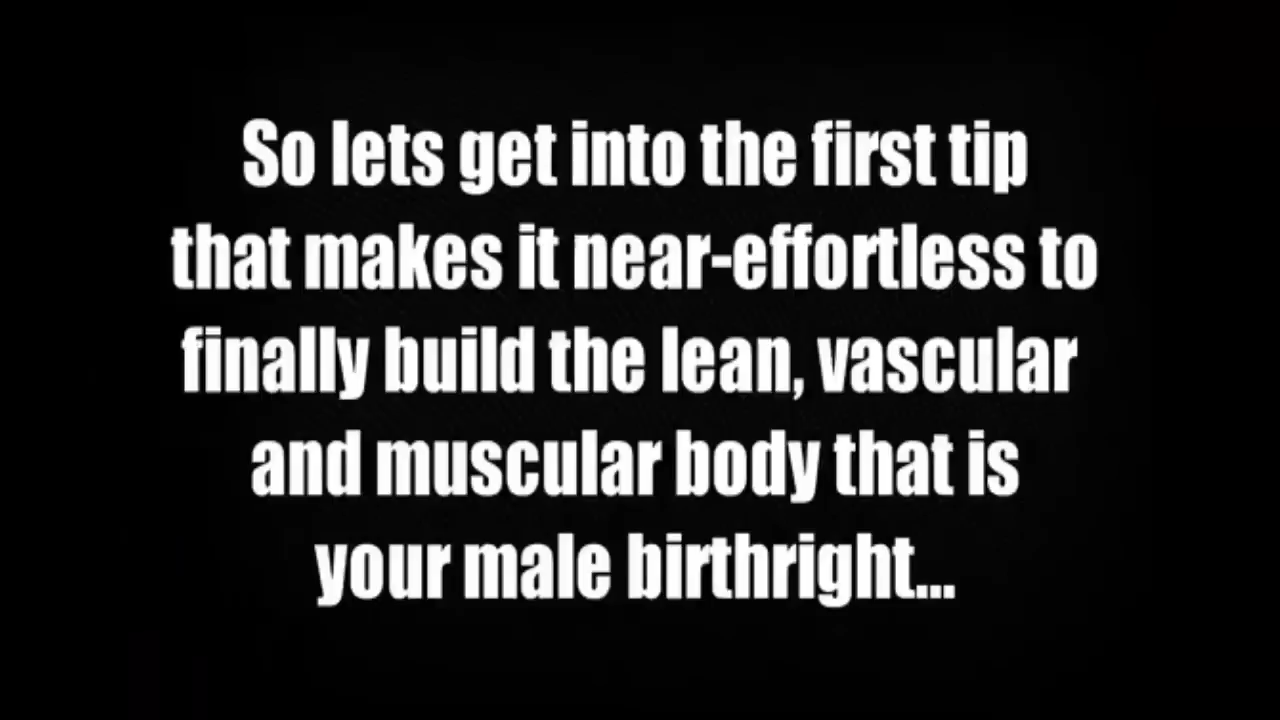 So lets get into the first tip
that makes it near-effortless to
finally build the lean, vascular
and muscular body that is
your male birthright...